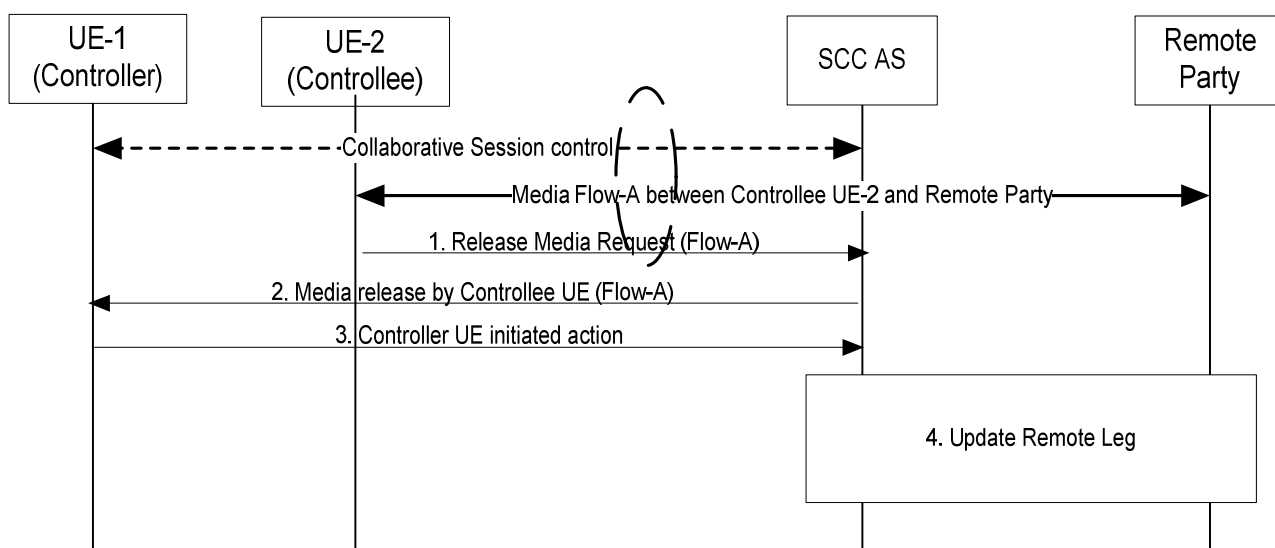 UE-1
(Controller)
UE-2
(Controllee)
SCC AS
Remote
Party
Collaborative Session control
Media Flow-A between Controllee UE-2 and Remote Party
1. Release Media Request (Flow-A)
2. Media release by Controllee UE (Flow-A)
3. Controller UE initiated action
4. Update Remote Leg